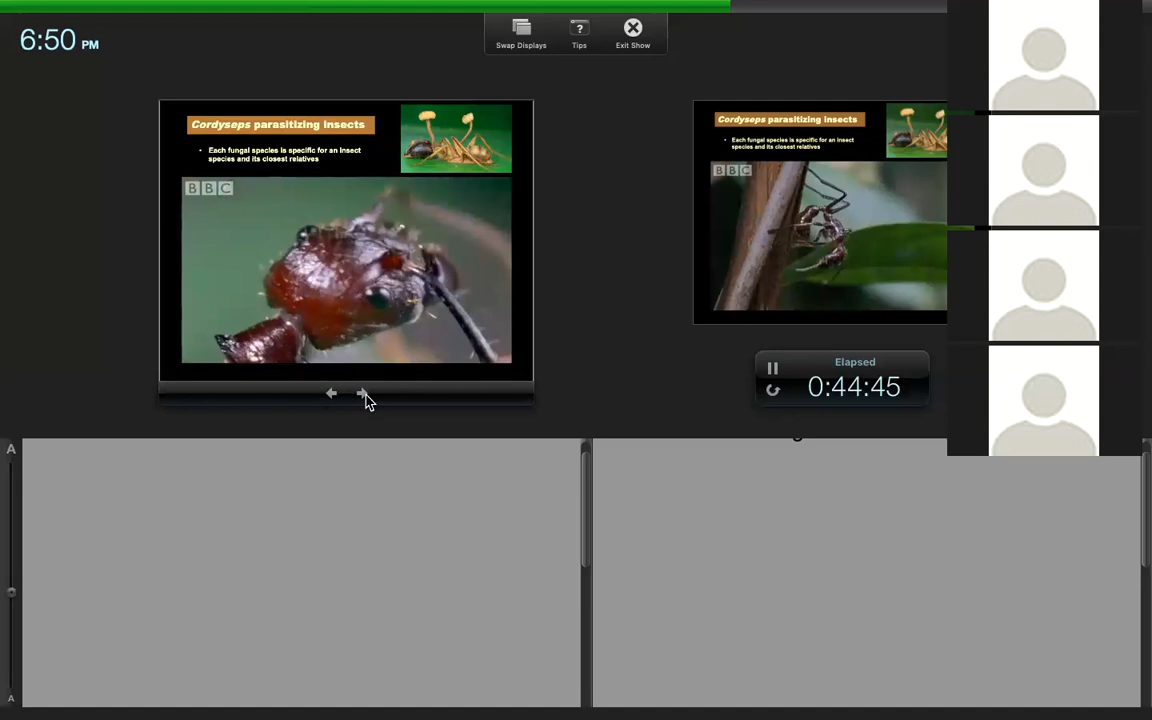 6:50 PM
Swap Displays
Tips
Exit Show
Cordyseps parasitizing insects
• Each fungal species is specific for an insect
species and its closest relatives
BBC
Cordyseps parasitizing insects
• Each fungal species is specific for an insect
species and its closest relatives
BBC
Elapsed
0:44:45
A
A